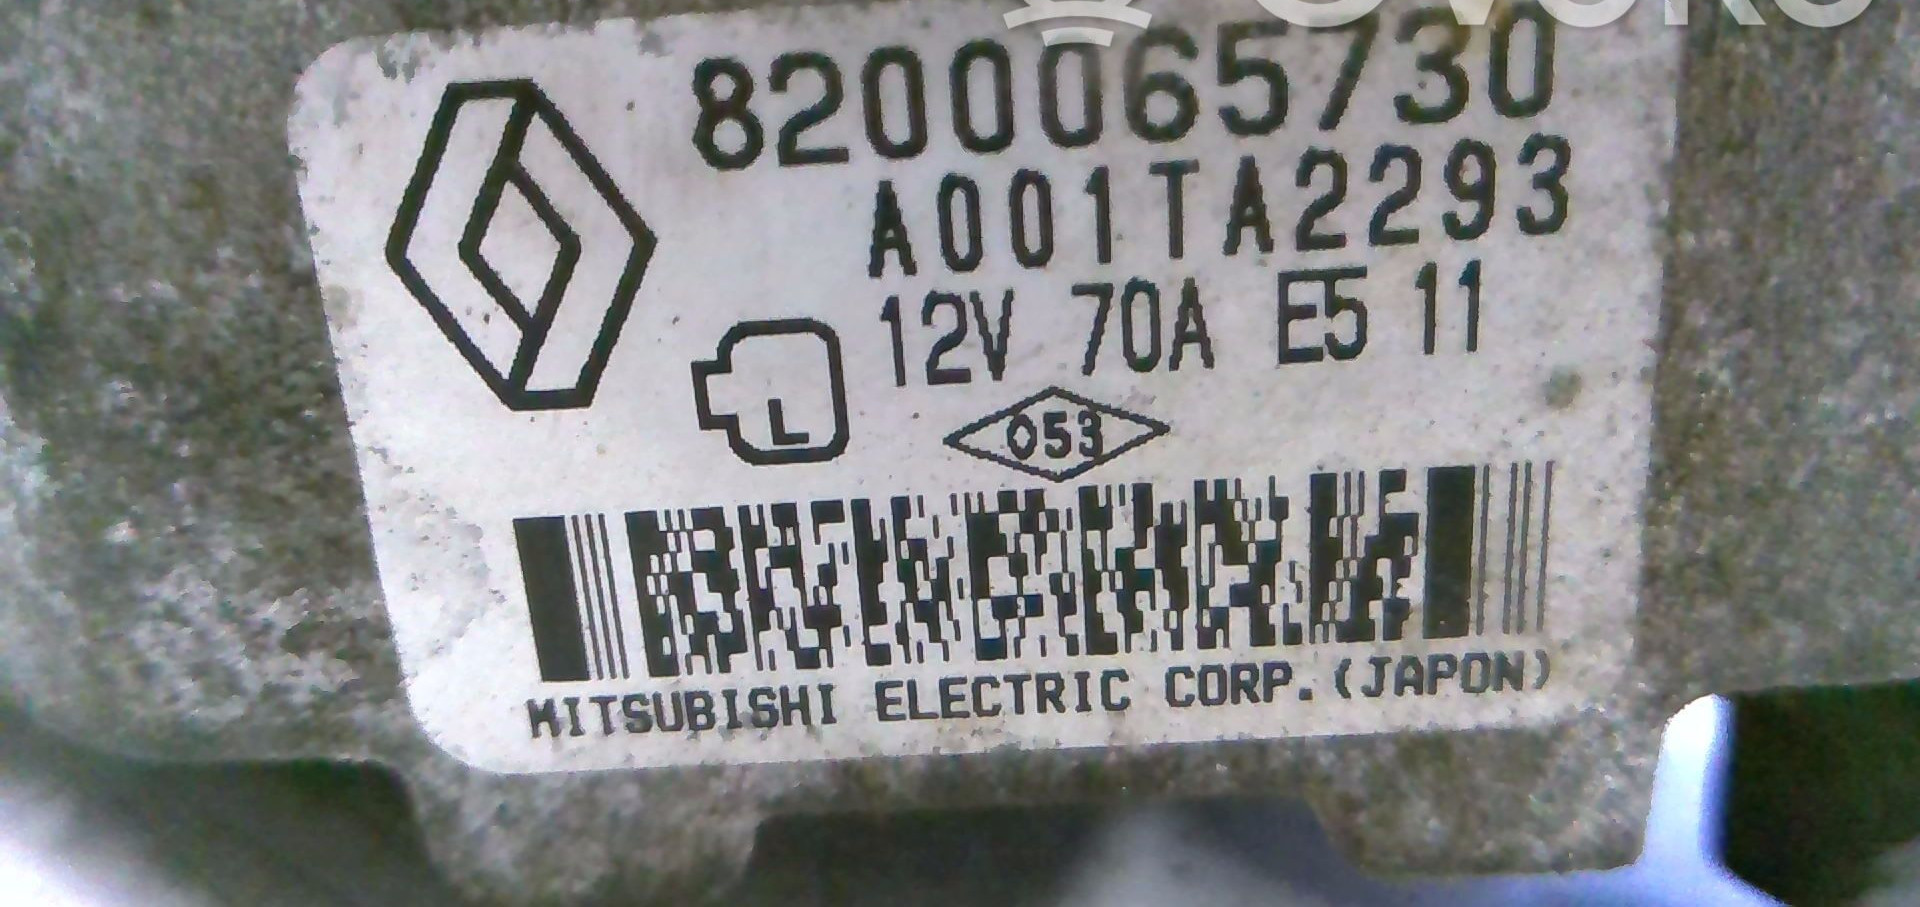 8200065730
A001TA2293
12V 70A E5 11
L
053
MITSUBISHI ELECTRIC CORP. (JAPON)